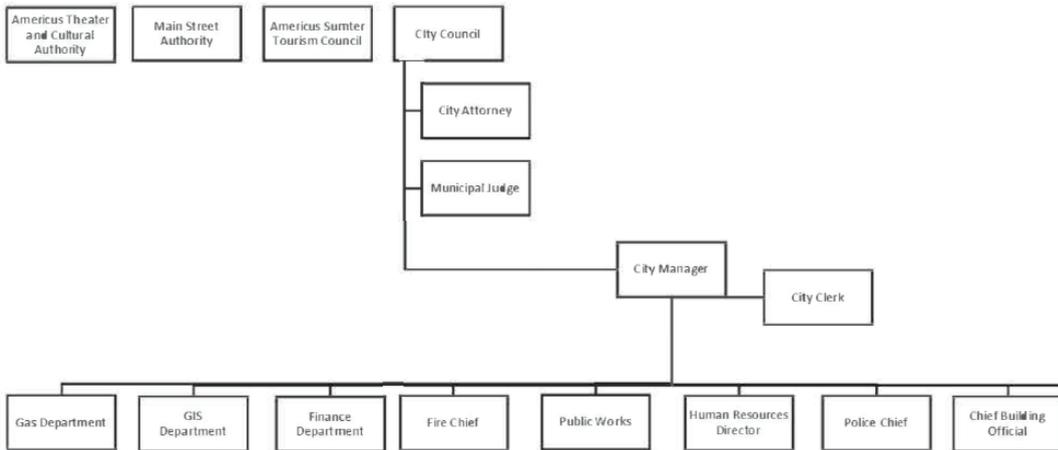 Americus Theater
and Cultural
Authority
Main Street
Authority
Americus Sumter
Tourism Council
City Council
City Attorney
Municipal Judge
City Manager
City Clerk
Gas Department
GIS
Department
Finance
Department
Fire Chief
Public Works
Human Resources
Director
Police Chief
Chief Building
Official